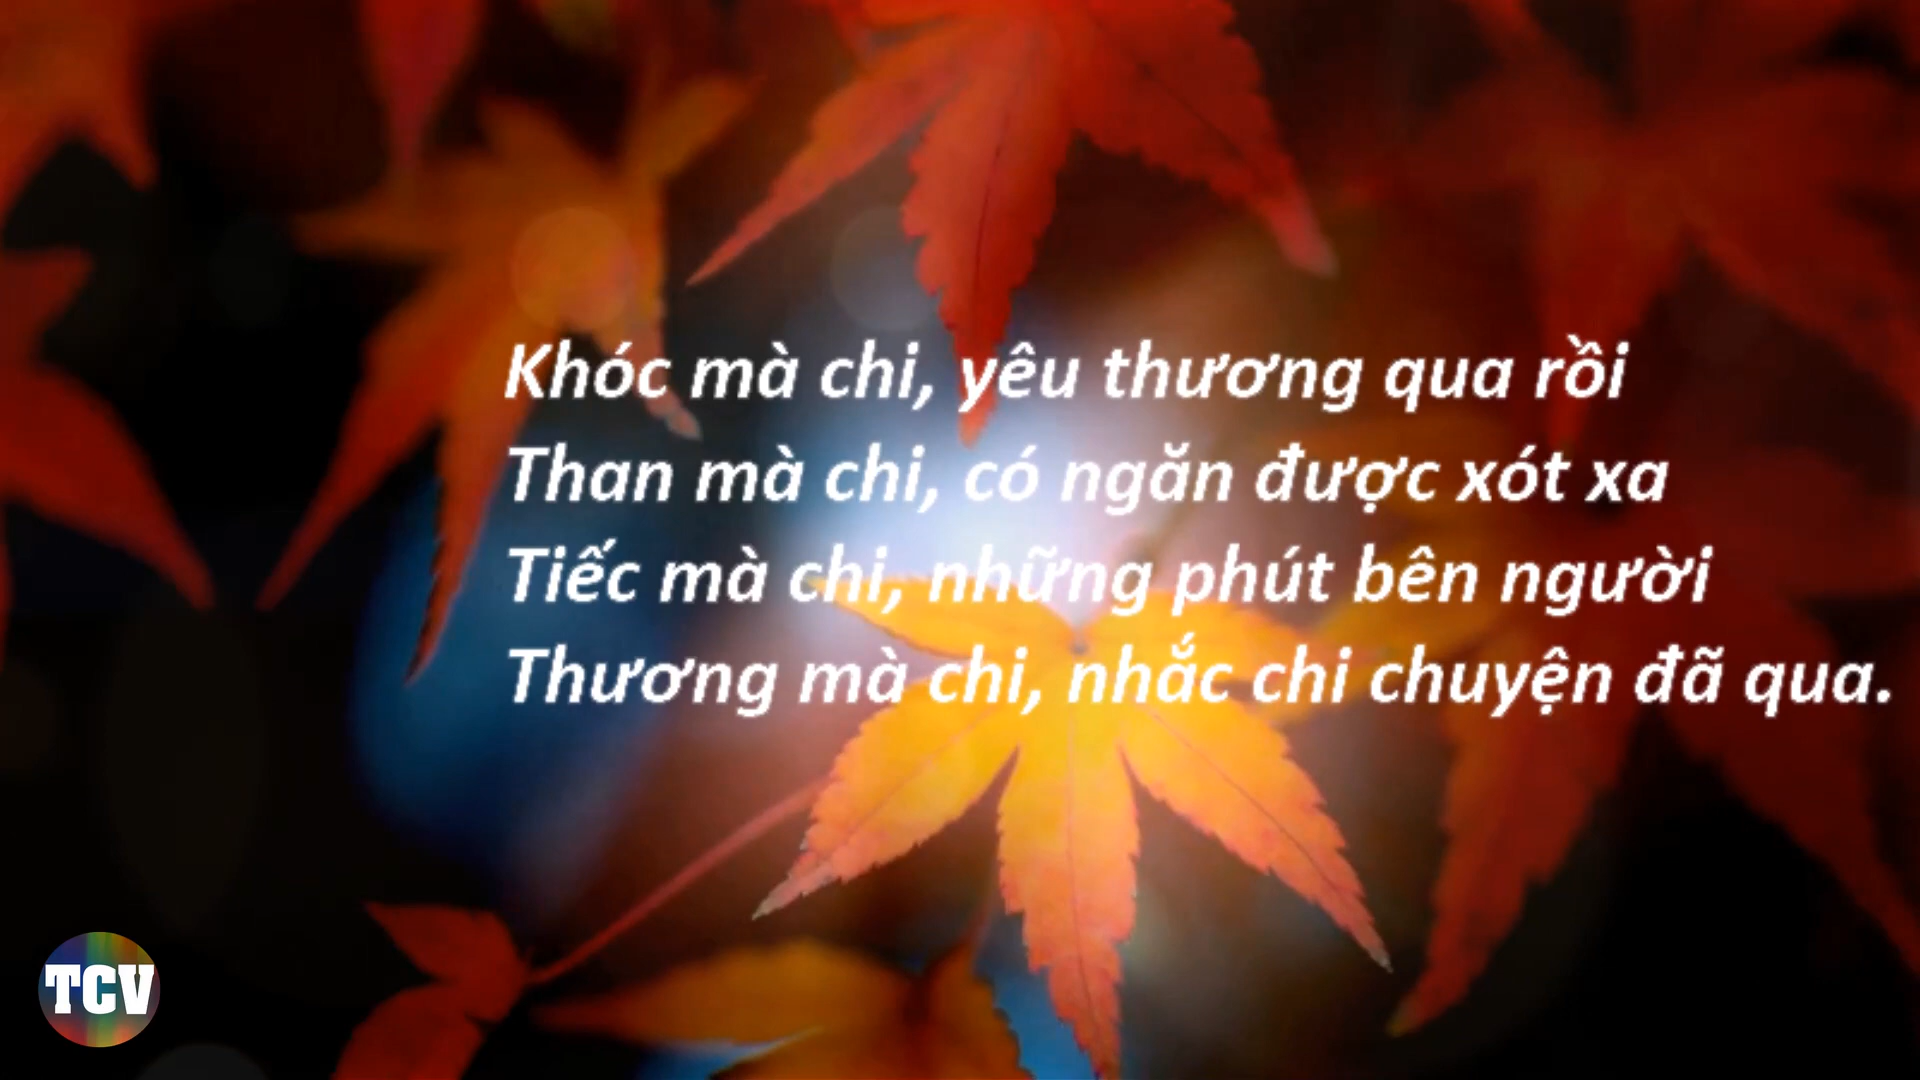 Khóc mà chi, yêu thương qua rồi
Than mà chi, có ngăn được xót xa
Tiếc mà chi, những phút bên người
Thương mà chi, nhắc chi chuyện đã qua.
TCV